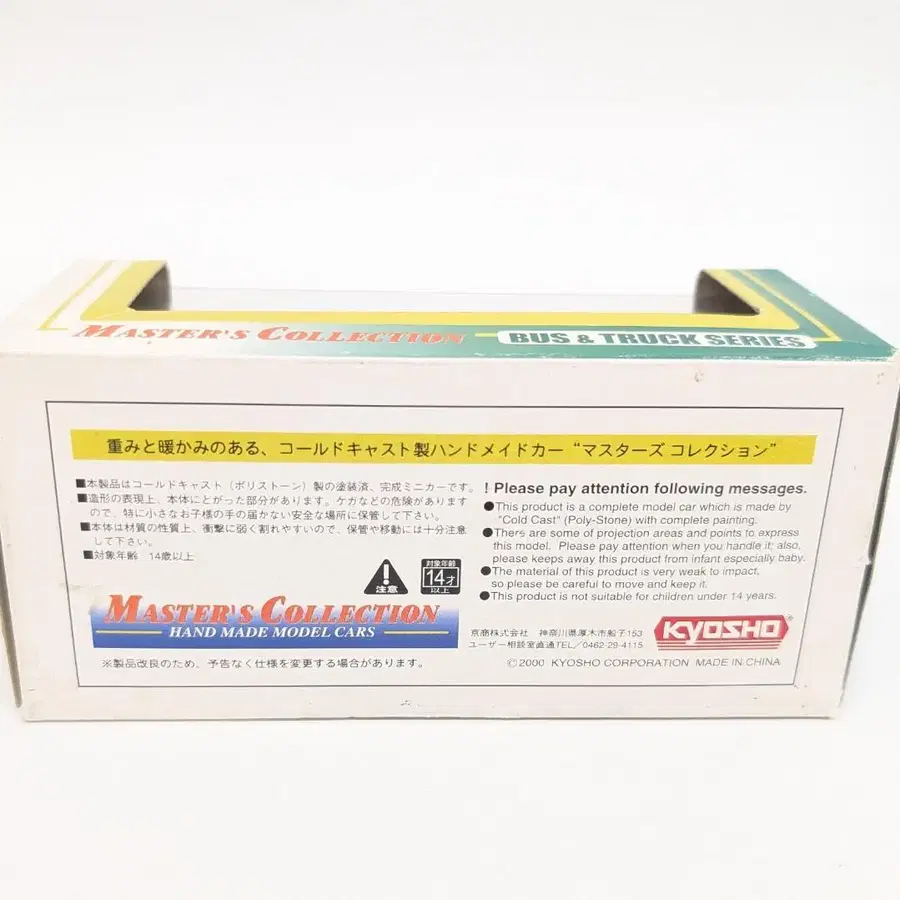 MASTER'S COLLECTION
BUS & TRUCK SERIES
重みと暖かみのある、コールドキャスト製ハンドメイドカー“マスターズ コレクション”
■本製品はコールドキャスト（ポリストーン）製の塗装済、完成ミニカーです。
■造形の表現上、本体にとがった部分があります。ケガなどの危険があります
ので、特に小さなお子様の手の届かない安全な場所に保管して下さい。
■本体は材質の性質上、衝撃に弱く割れやすいので、保管や移動には十分注意
して下さい。
■対象年齢 14歳以上
注意
対象年齢
14才
以上
MASTER'S COLLECTION
HAND MADE MODEL CARS
※製品改良のため、予告なく仕様を変更する場合があります。
! Please pay attention following messages.
●This product is a complete model car which is made by
"Cold Cast" (Poly-Stone) with complete painting.
●Thers are some of projection areas and points to express
this model. Please pay attention when you handle it; also,
please keeps away this product from infant especially baby.
●The material of this product is very weak to impact,
so please be careful to move and keep it.
●This product is not suitable for children under 14 years.
京商株式会社 神奈川県厚木市船子153
ユーザー相談室直通TEL/0462-29-4115
KYOSHO
©2000 KYOSHO CORPORATION MADE IN CHINA